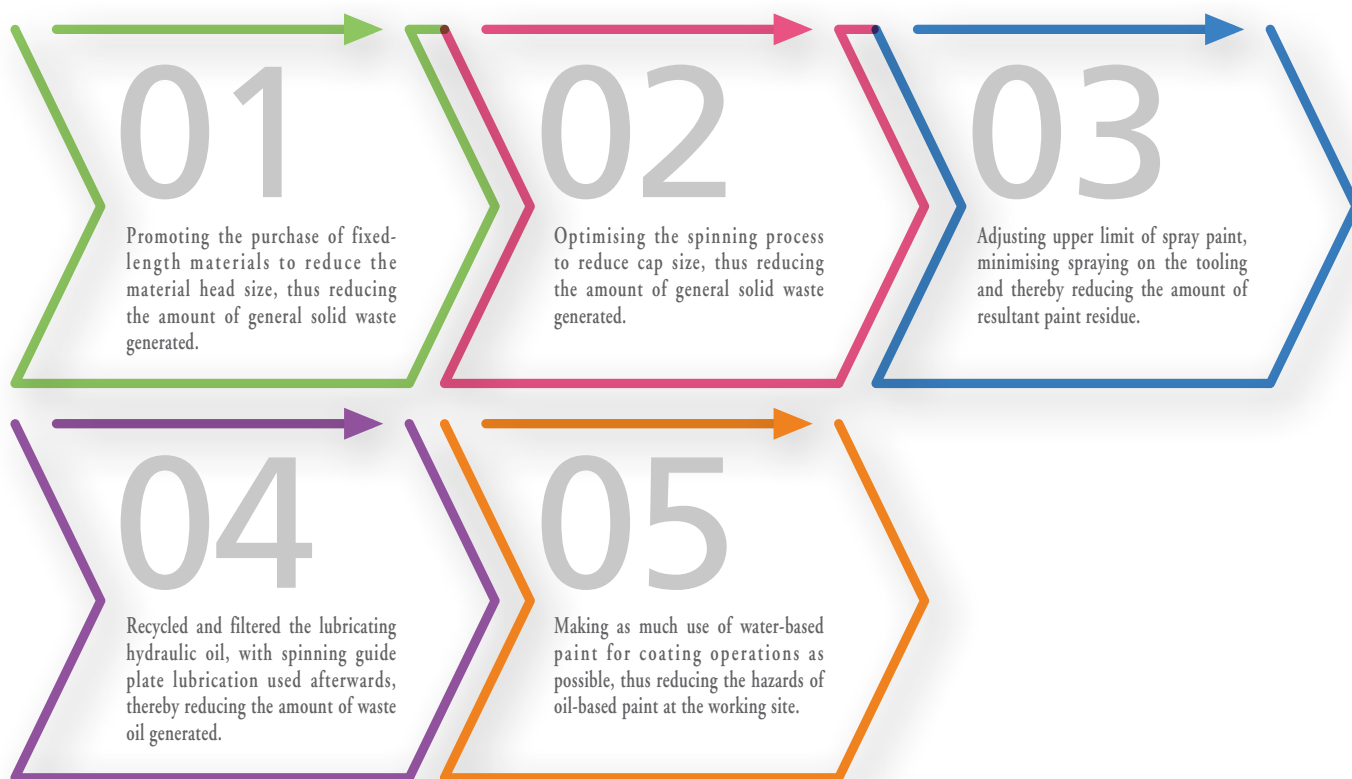 01
Promoting the purchase of fixed-
length materials to reduce the
material head size, thus reducing
the amount of general solid waste
generated.
02
Optimising the spinning process
to reduce cap size, thus reducing
the amount of general solid waste
generated.
03
Adjusting upper limit of spray paint,
minimising spraying on the tooling
and thereby reducing the amount of
resultant paint residue.
04
Recycled and filtered the lubricating
hydraulic oil, with spinning guide
plate lubrication used afterwards,
thereby reducing the amount of waste
oil generated.
05
Making as much use of water-based
paint for coating operations as
possible, thus reducing the hazards of
oil-based paint at the working site.